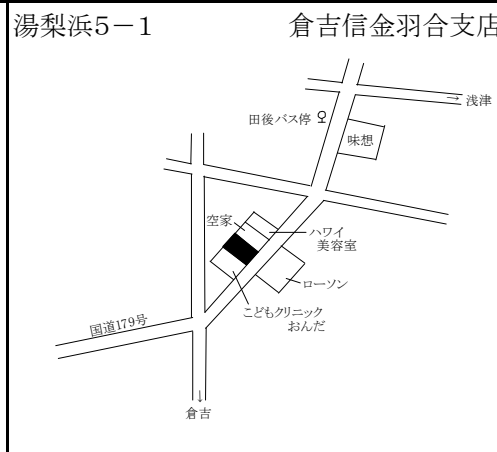 湯梨浜5−1　倉吉信金羽合支店
→ 浅津
田後バス停
味想
空家
ハワイ
美容室
ローソン
こどもクリニック
おんだ
国道179号
↓
倉吉